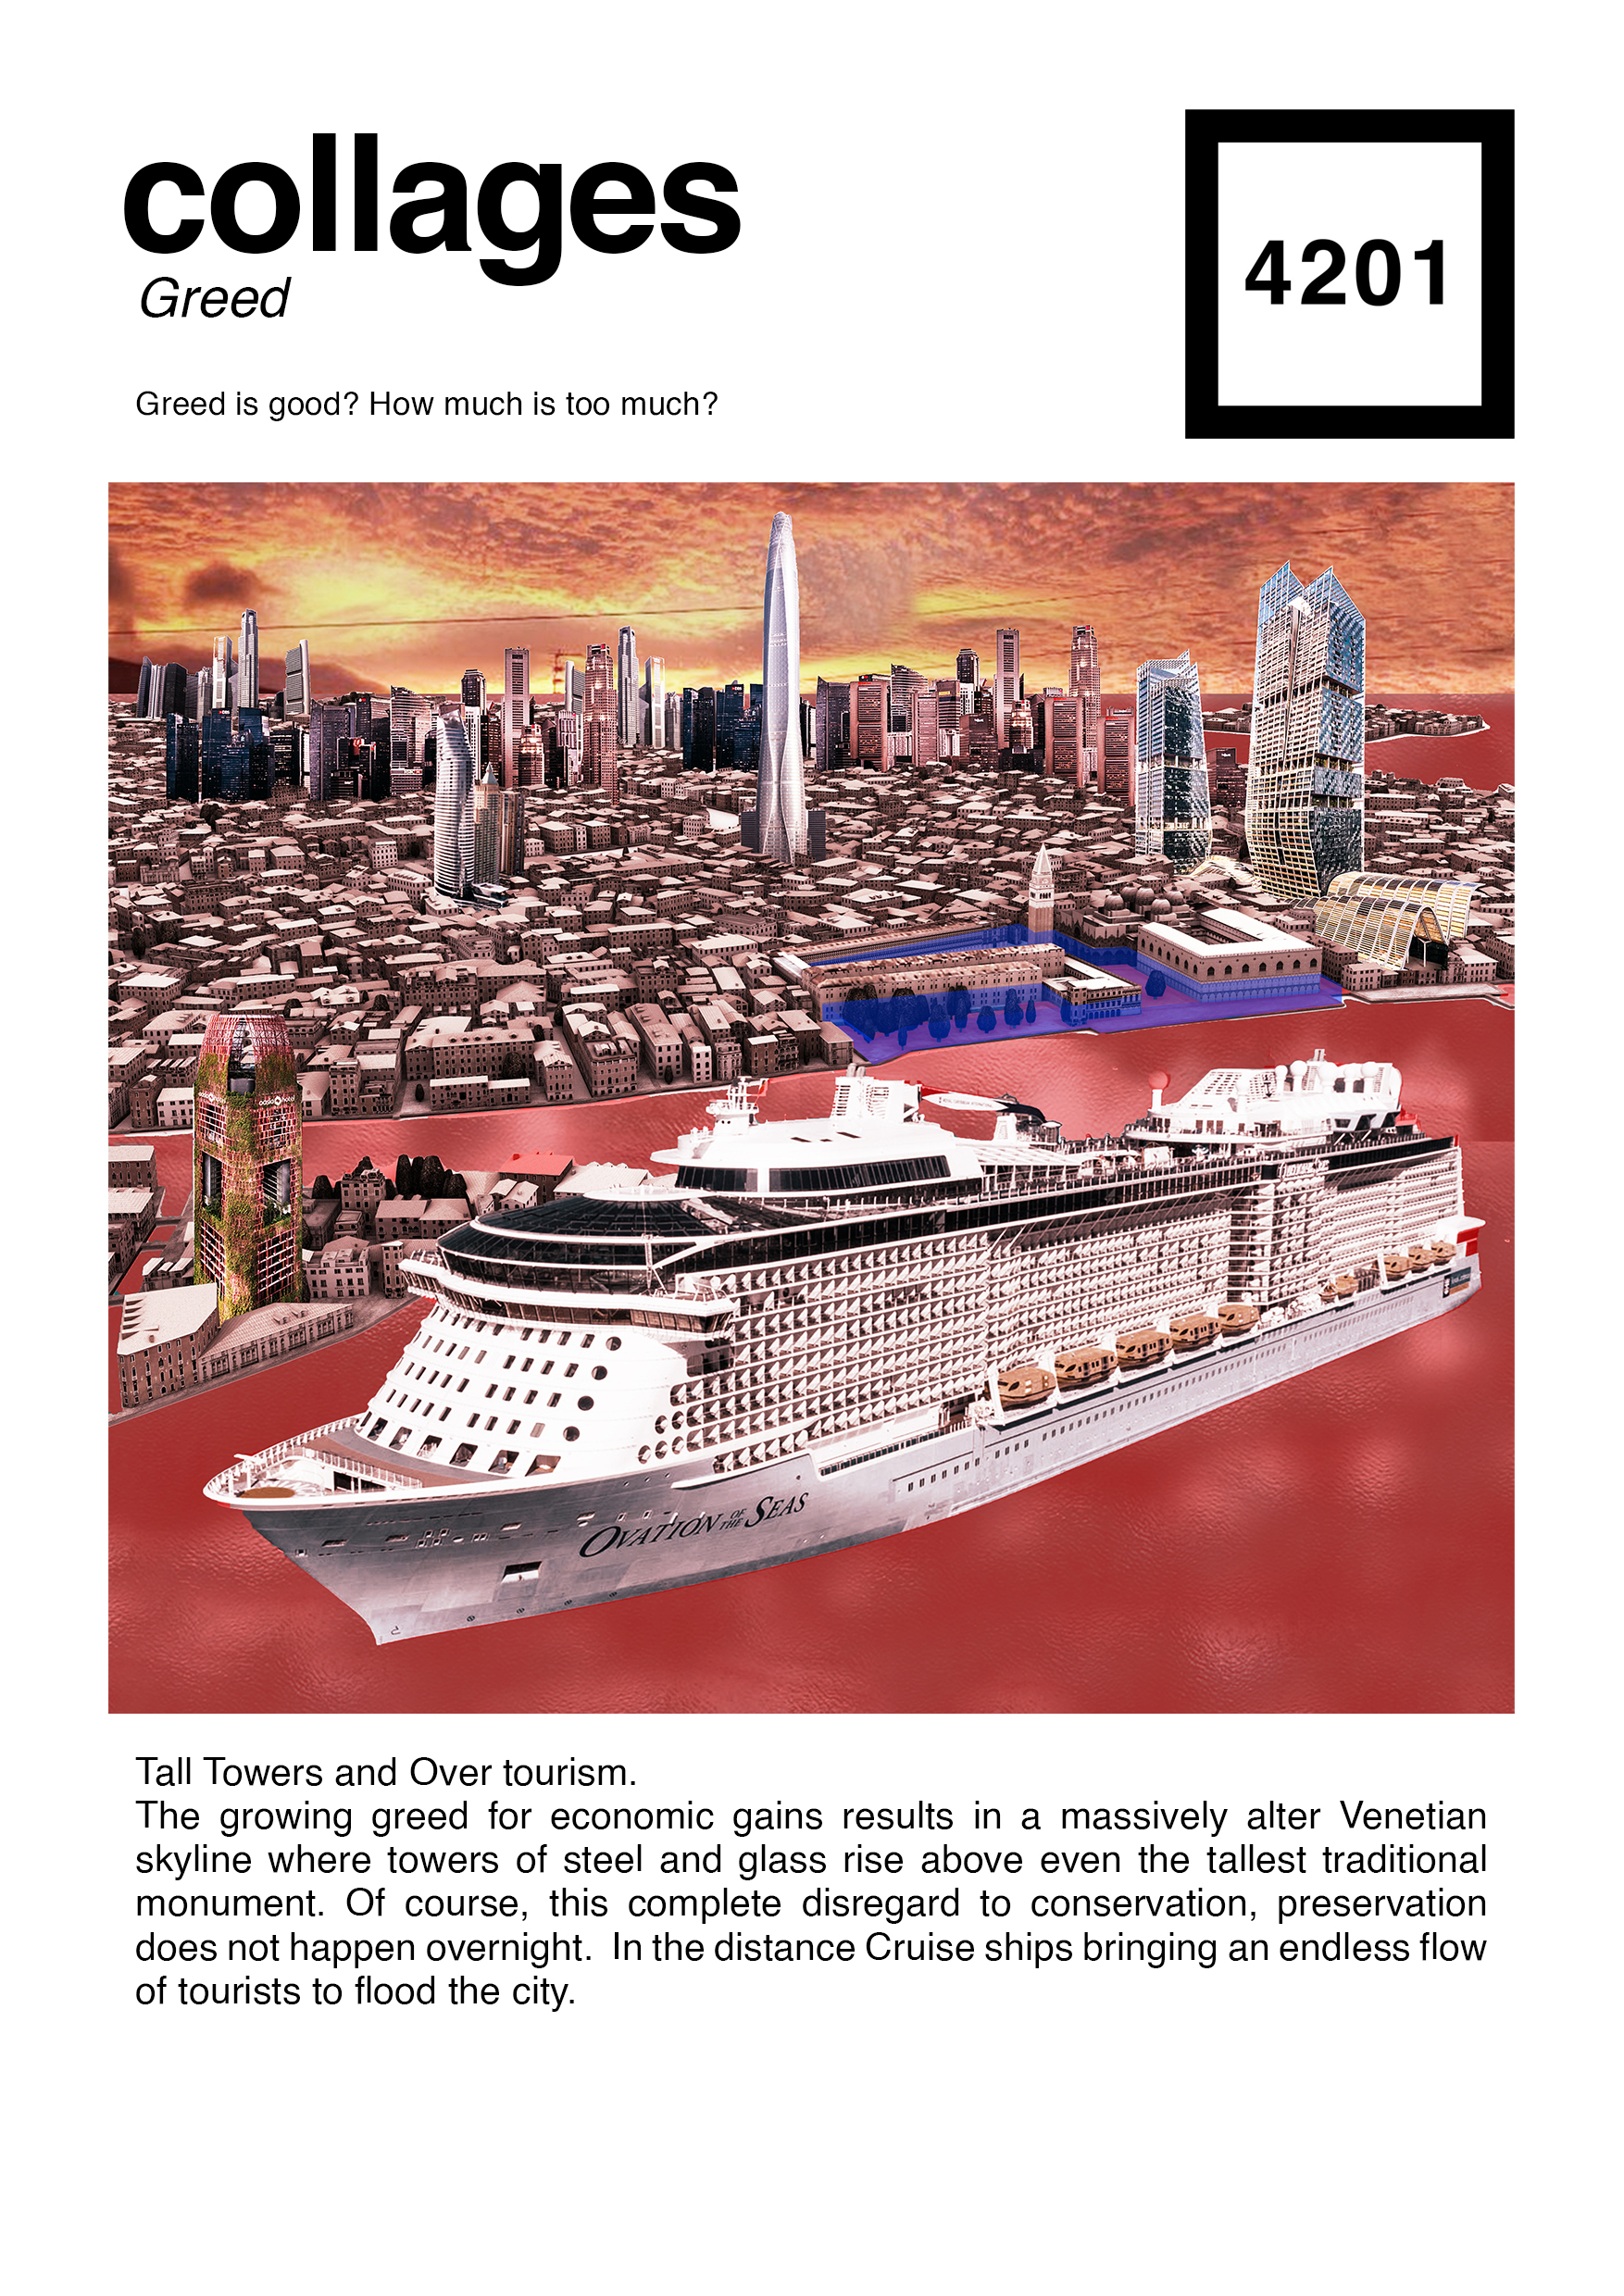 collages
Greed
4201
Greed is good? How much is too much?
OVATION OF THE SEAS
Tall Towers and Over tourism.
The growing greed for economic gains results in a massively alter Venetian
skyline where towers of steel and glass rise above even the tallest traditional
monument. Of course, this complete disregard to conservation, preservation
does not happen overnight.  In the distance Cruise ships bringing an endless flow
of tourists to flood the city.